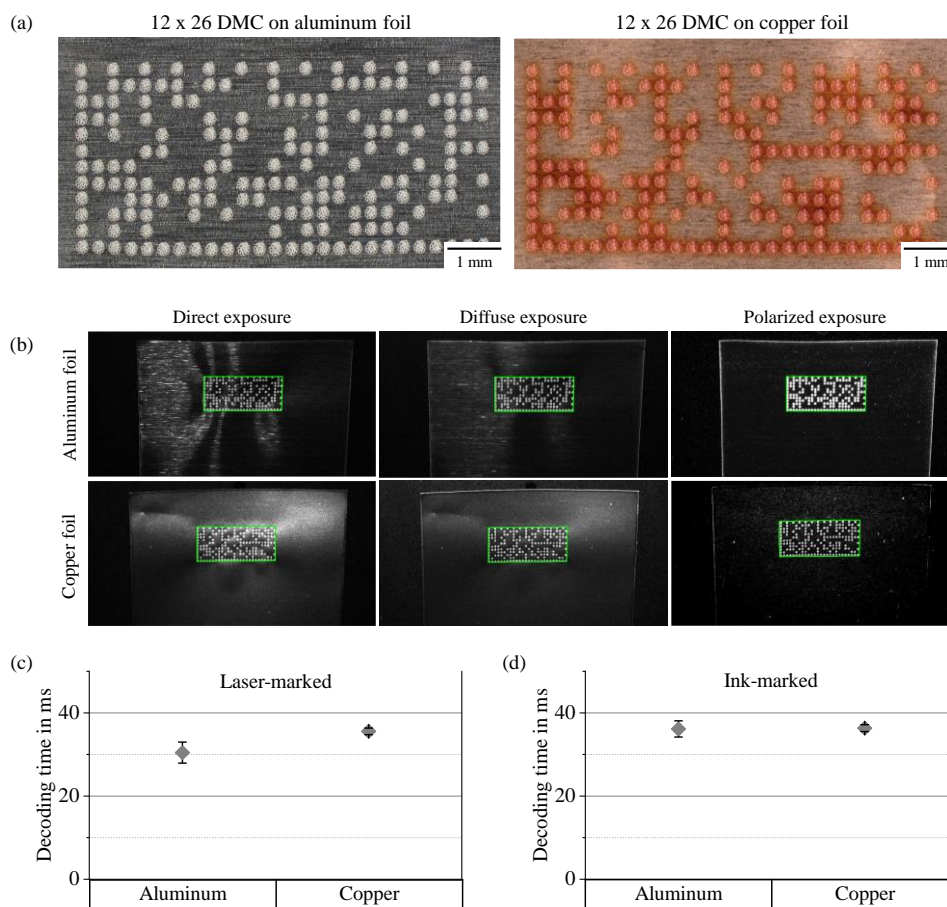 (a)
12 x 26 DMC on aluminum foil
12 x 26 DMC on copper foil
1 mm
1 mm
(b)
Direct exposure
Diffuse exposure
Polarized exposure
Aluminum foil
Copper foil
(c)
Laser-marked
Decoding time in ms
40
20
0
Aluminum
Copper
(d)
Ink-marked
Decoding time in ms
40
20
0
Aluminum
Copper